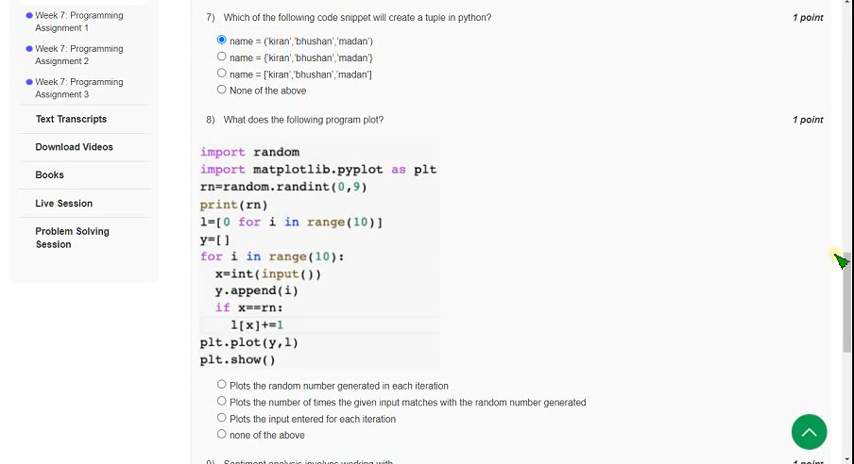 Week 7: Programming
Assignment 1
Week 7: Programming
Assignment 2
Week 7: Programming
Assignment 3
Text Transcripts
Download Videos
Books
Live Session
Problem Solving
Session
7) Which of the following code snippet will create a tuple in python?
1 point
name = ('kiran','bhushan','madan')
name = {'kiran','bhushan','madan'}
name = ['kiran','bhushan','madan']
None of the above
8) What does the following program plot?
1 point
import random
import matplotlib.pyplot as plt
rn=random.randint(0,9)
print(rn)
l=[0 for i in range(10)]
y=[]
for i in range(10):
x=int(input())
y.append(i)
if x==rn:
l[x]+=1
plt.plot(y,l)
plt.show()
Plots the random number generated in each iteration
Plots the number of times the given input matches with the random number generated
Plots the input entered for each iteration
none of the above
9) Sentiment analysis involves working with
1 point